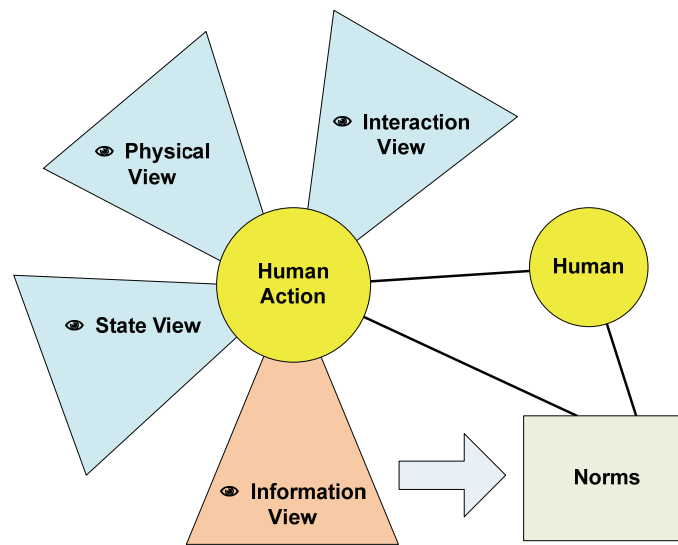 Interaction
View
Physical
View
Human
Action
Human
State View
Information
View
Norms